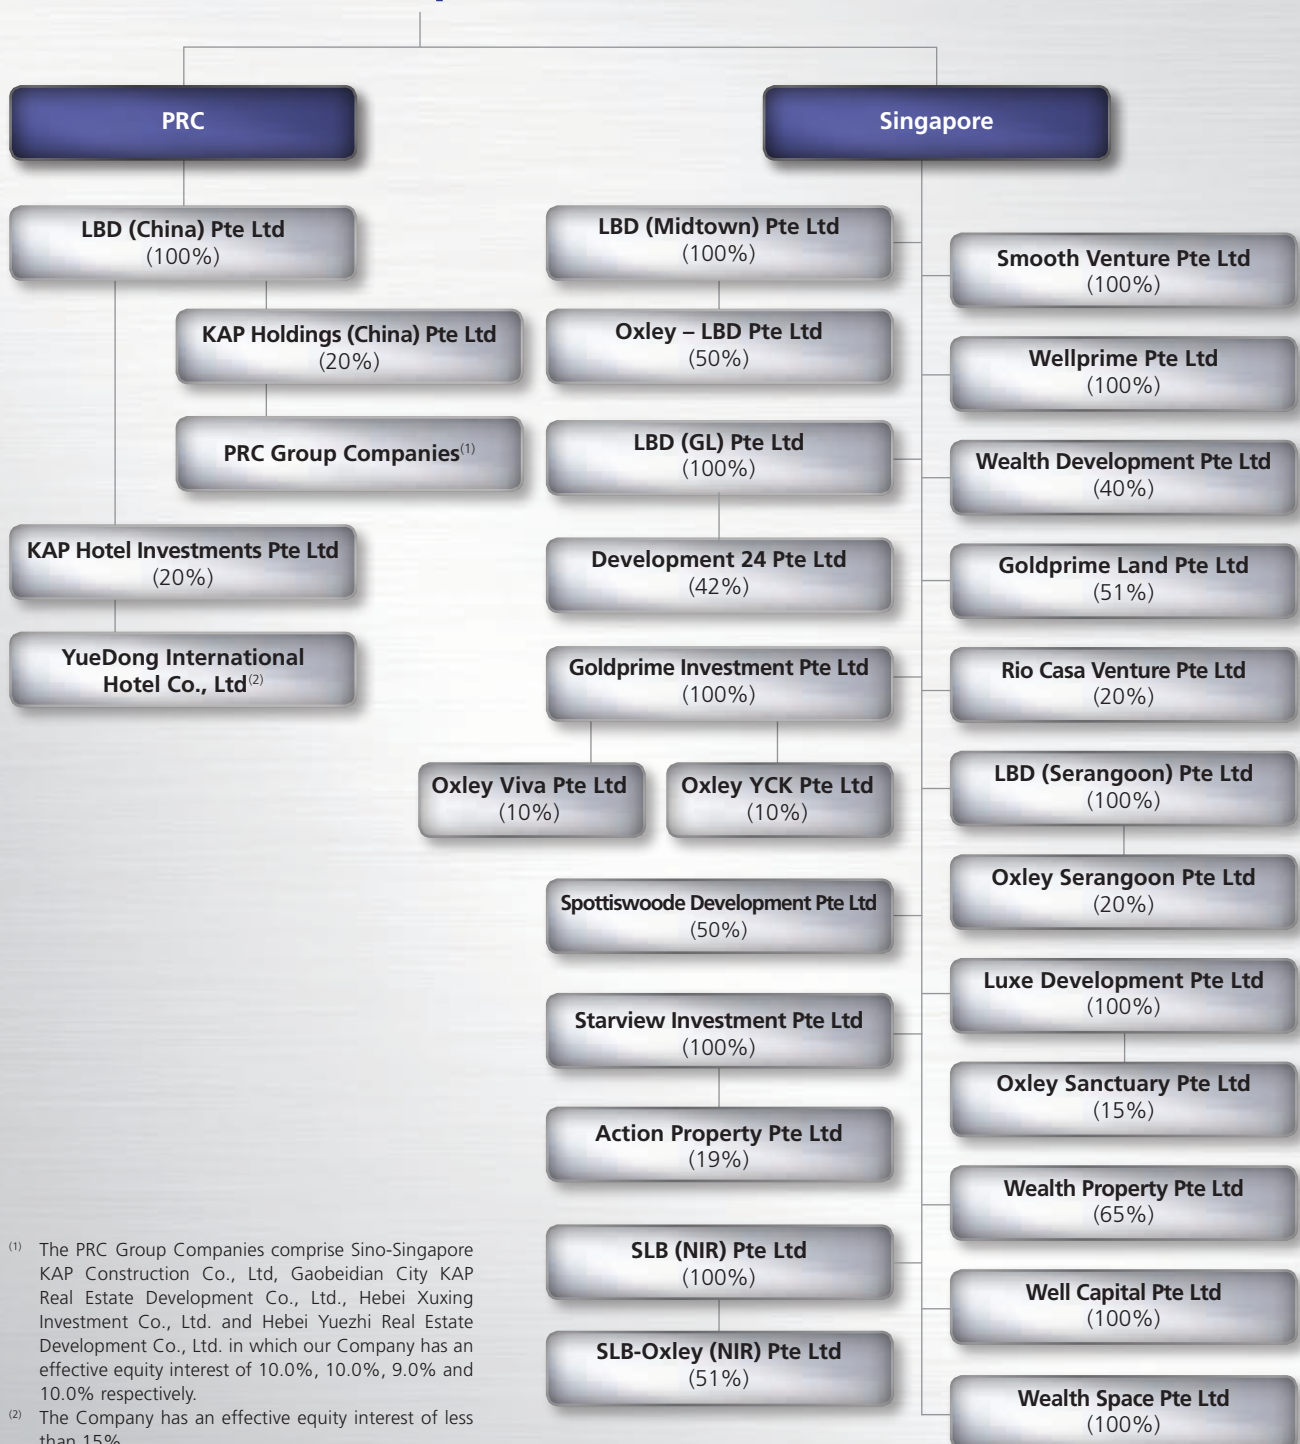 PRC
Singapore
LBD (China) Pte Ltd
(100%)
KAP Holdings (China) Pte Ltd
(20%)
PRC Group Companies(1)
KAP Hotel Investments Pte Ltd
(20%)
YueDong International
Hotel Co., Ltd(2)
LBD (Midtown) Pte Ltd
(100%)
Oxley – LBD Pte Ltd
(50%)
LBD (GL) Pte Ltd
(100%)
Development 24 Pte Ltd
(42%)
Goldprime Investment Pte Ltd
(100%)
Oxley Viva Pte Ltd
(10%)
Oxley YCK Pte Ltd
(10%)
Spottiswoode Development Pte Ltd
(50%)
Starview Investment Pte Ltd
(100%)
Action Property Pte Ltd
(19%)
SLB (NIR) Pte Ltd
(100%)
SLB-Oxley (NIR) Pte Ltd
(51%)
Smooth Venture Pte Ltd
(100%)
Wellprime Pte Ltd
(100%)
Wealth Development Pte Ltd
(40%)
Goldprime Land Pte Ltd
(51%)
Rio Casa Venture Pte Ltd
(20%)
LBD (Serangoon) Pte Ltd
(100%)
Oxley Serangoon Pte Ltd
(20%)
Luxe Development Pte Ltd
(100%)
Oxley Sanctuary Pte Ltd
(15%)
Wealth Property Pte Ltd
(65%)
Well Capital Pte Ltd
(100%)
Wealth Space Pte Ltd
(100%)
(1) The PRC Group Companies comprise Sino-Singapore
KAP Construction Co., Ltd, Gaobeidian City KAP
Real Estate Development Co., Ltd., Hebei Xuxing
Investment Co., Ltd. and Hebei Yuezhi Real Estate
Development Co., Ltd. in which our Company has an
effective equity interest of 10.0%, 10.0%, 9.0% and
10.0% respectively.
(2) The Company has an effective equity interest of less
than 15%